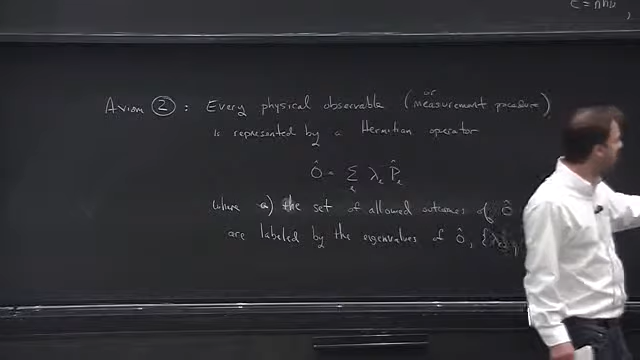 Axiom 2 : Every physical observable (or measurement procedure)
is represented by a Hermitian operator
Ô = Σ λ P̂
where a) the set of allowed outcomes of Ô
are labeled by the eigenvalues of Ô, {λ